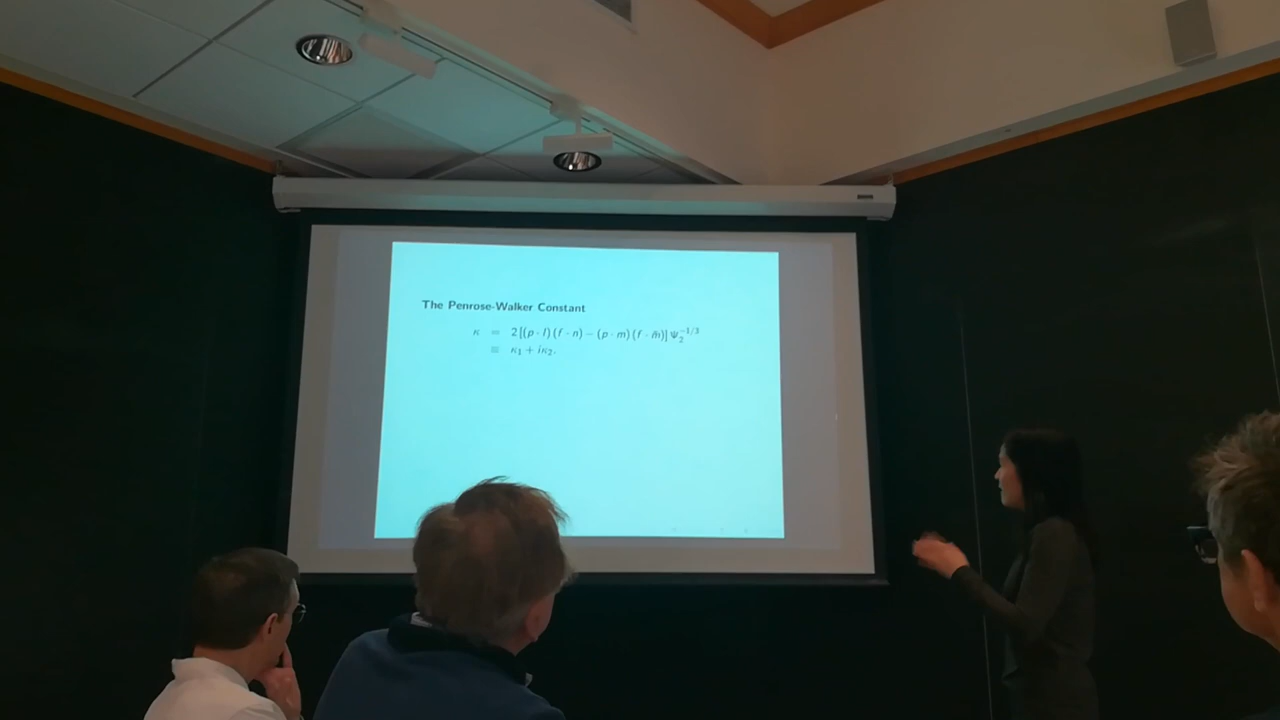 The Penrose-Walker Constant
κ = 2 [(p · l) (f · n) − (p · m) (f · m̄)] Ψ₂^{−1/3}
≡ κ₁ + iκ₂.